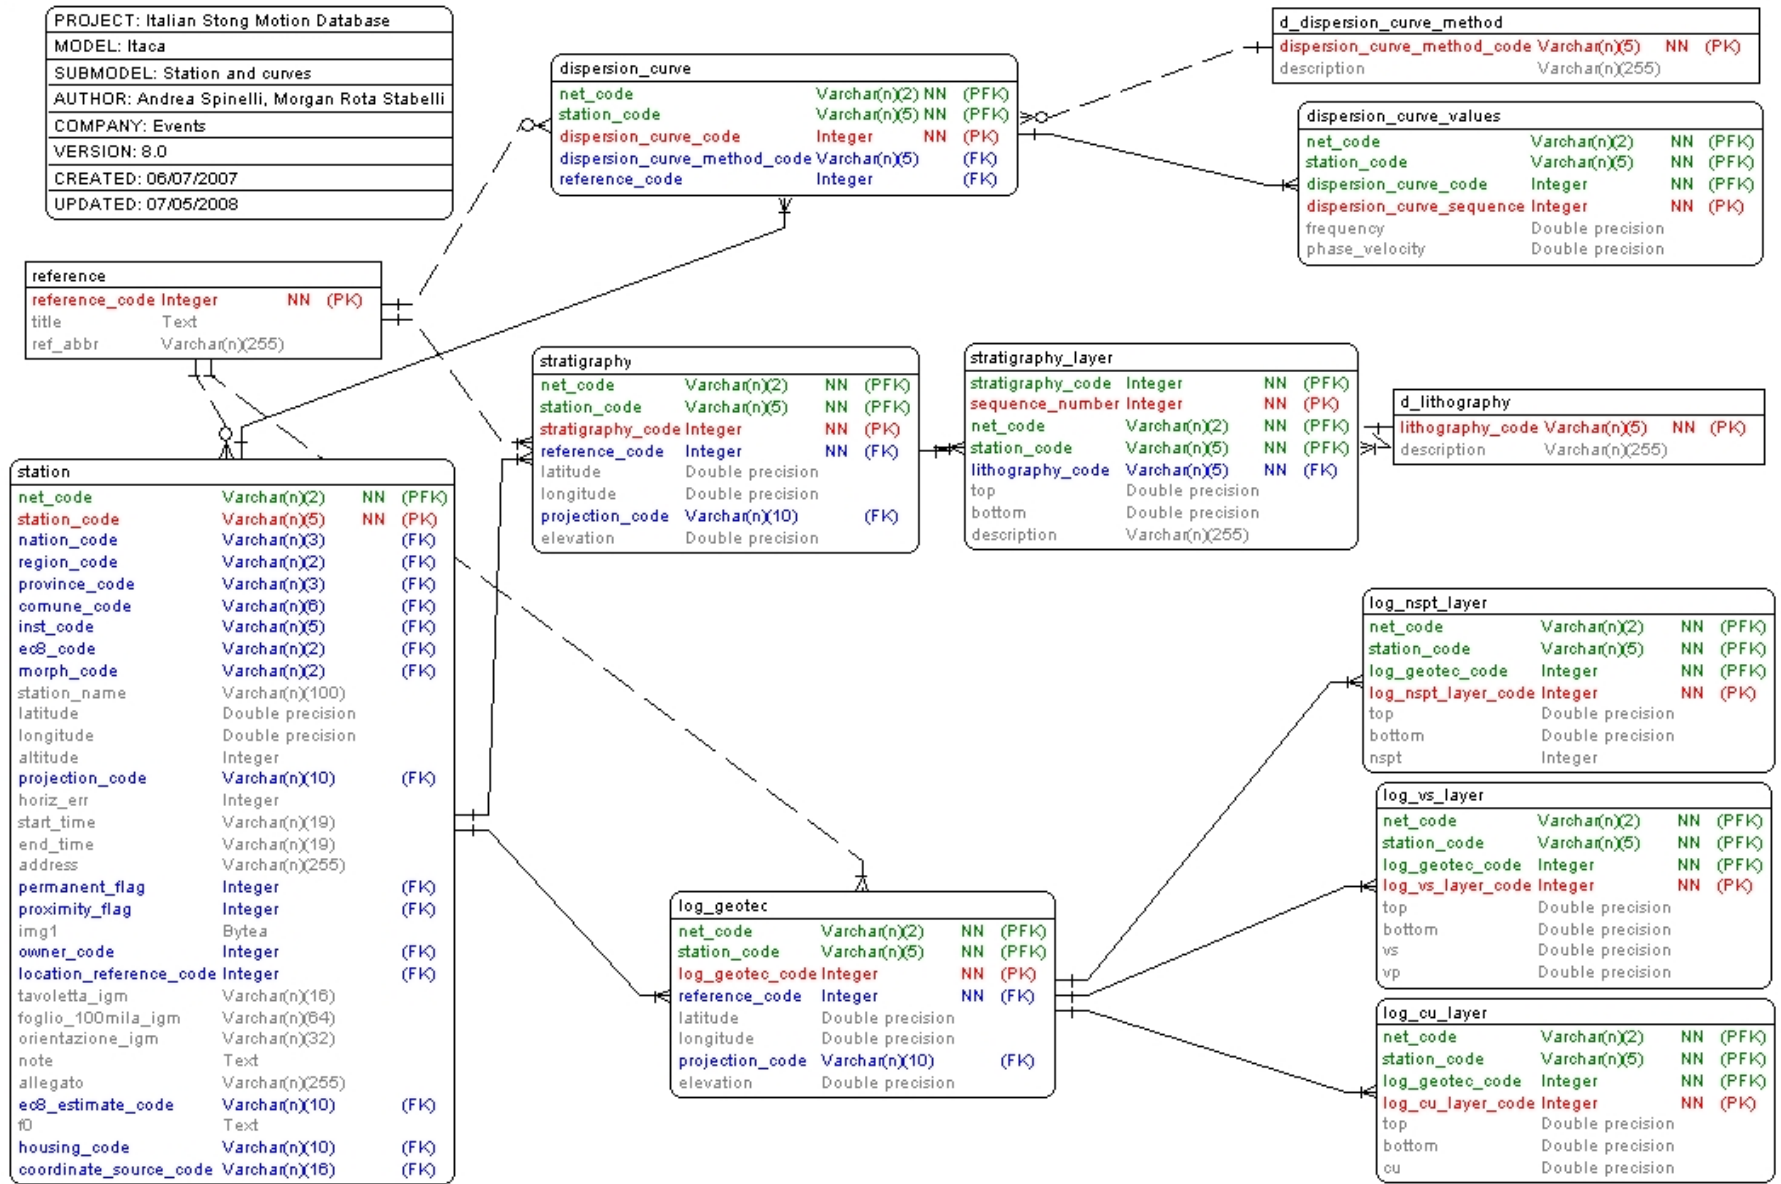 PROJECT: Italian Stong Motion Database
MODEL: Itaca
SUBMODEL: Station and curves
AUTHOR: Andrea Spinelli, Morgan Rota Stabelli
COMPANY: Events
VERSION: 8.0
CREATED: 06/07/2007
UPDATED: 07/05/2008
dispersion_curve
net_code Varchar(n)(2) NN (PFK)
station_code Varchar(n)(5) NN (PFK)
dispersion_curve_code Integer NN (PK)
dispersion_curve_method_code Varchar(n)(5) (FK)
reference_code Integer (FK)
d_dispersion_curve_method
dispersion_curve_method_code Varchar(n)(5) NN (PK)
description Varchar(n)(255)
dispersion_curve_values
net_code Varchar(n)(2) NN (PFK)
station_code Varchar(n)(5) NN (PFK)
dispersion_curve_code Integer NN (PFK)
dispersion_curve_sequence Integer NN (PK)
frequency Double precision
phase_velocity Double precision
reference
reference_code Integer NN (PK)
title Text
ref_abbr Varchar(n)(255)
stratigraphy
net_code Varchar(n)(2) NN (PFK)
station_code Varchar(n)(5) NN (PFK)
stratigraphy_code Integer NN (PK)
reference_code Integer NN (FK)
latitude Double precision
longitude Double precision
projection_code Varchar(n)(10) (FK)
elevation Double precision
stratigraphy_layer
stratigraphy_code Integer NN (PFK)
sequence_number Integer NN (PK)
net_code Varchar(n)(2) NN (PFK)
station_code Varchar(n)(5) NN (PFK)
lithography_code Varchar(n)(5) NN (FK)
top Double precision
bottom Double precision
description Varchar(n)(255)
d_lithography
lithography_code Varchar(n)(5) NN (PK)
description Varchar(n)(255)
station
net_code Varchar(n)(2) NN (PFK)
station_code Varchar(n)(5) NN (PK)
nation_code Varchar(n)(3) (FK)
region_code Varchar(n)(2) (FK)
province_code Varchar(n)(3) (FK)
comune_code Varchar(n)(6) (FK)
inst_code Varchar(n)(5) (FK)
ec8_code Varchar(n)(2) (FK)
morph_code Varchar(n)(2) (FK)
station_name Varchar(n)(100)
latitude Double precision
longitude Double precision
altitude Integer
projection_code Varchar(n)(10) (FK)
horiz_err Integer
start_time Varchar(n)(19)
end_time Varchar(n)(19)
address Varchar(n)(255)
permanent_flag Integer (FK)
proximity_flag Integer (FK)
img1 Bytea
owner_code Integer (FK)
location_reference_code Integer (FK)
tavoletta_igm Varchar(n)(16)
foglio_100mila_igm Varchar(n)(64)
orientazione_igm Varchar(n)(32)
note Text
allegato Varchar(n)(255)
ec8_estimate_code Varchar(n)(10) (FK)
f0 Text
housing_code Varchar(n)(10) (FK)
coordinate_source_code Varchar(n)(16) (FK)
log_geotec
net_code Varchar(n)(2) NN (PFK)
station_code Varchar(n)(5) NN (PFK)
log_geotec_code Integer NN (PK)
reference_code Integer NN (FK)
latitude Double precision
longitude Double precision
projection_code Varchar(n)(10) (FK)
elevation Double precision
log_nspt_layer
net_code Varchar(n)(2) NN (PFK)
station_code Varchar(n)(5) NN (PFK)
log_geotec_code Integer NN (PFK)
log_nspt_layer_code Integer NN (PK)
top Double precision
bottom Double precision
nspt Integer
log_vs_layer
net_code Varchar(n)(2) NN (PFK)
station_code Varchar(n)(5) NN (PFK)
log_geotec_code Integer NN (PFK)
log_vs_layer_code Integer NN (PK)
top Double precision
bottom Double precision
vs Double precision
vp Double precision
log_cu_layer
net_code Varchar(n)(2) NN (PFK)
station_code Varchar(n)(5) NN (PFK)
log_geotec_code Integer NN (PFK)
log_cu_layer_code Integer NN (PK)
top Double precision
bottom Double precision
cu Double precision